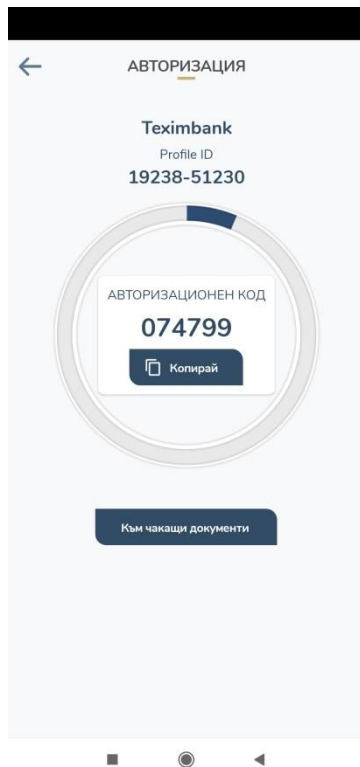 АВТОРИЗАЦИЯ
Teximbank
Profile ID
19238-51230
АВТОРИЗАЦИОНЕН КОД
074799
Копирай
Към чакащи документи